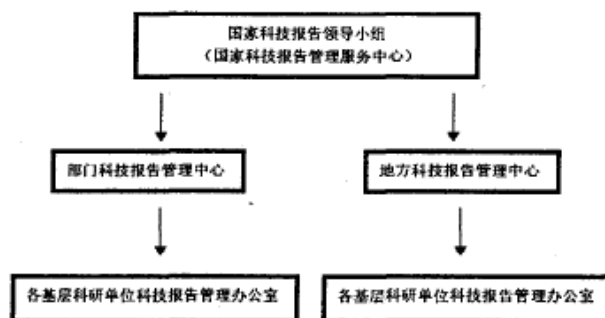 国家科技报告领导小组
（国家科技报告管理服务中心）
部门科技报告管理中心
地方科技报告管理中心
各基层科研单位科技报告管理办公室
各基层科研单位科技报告管理办公室